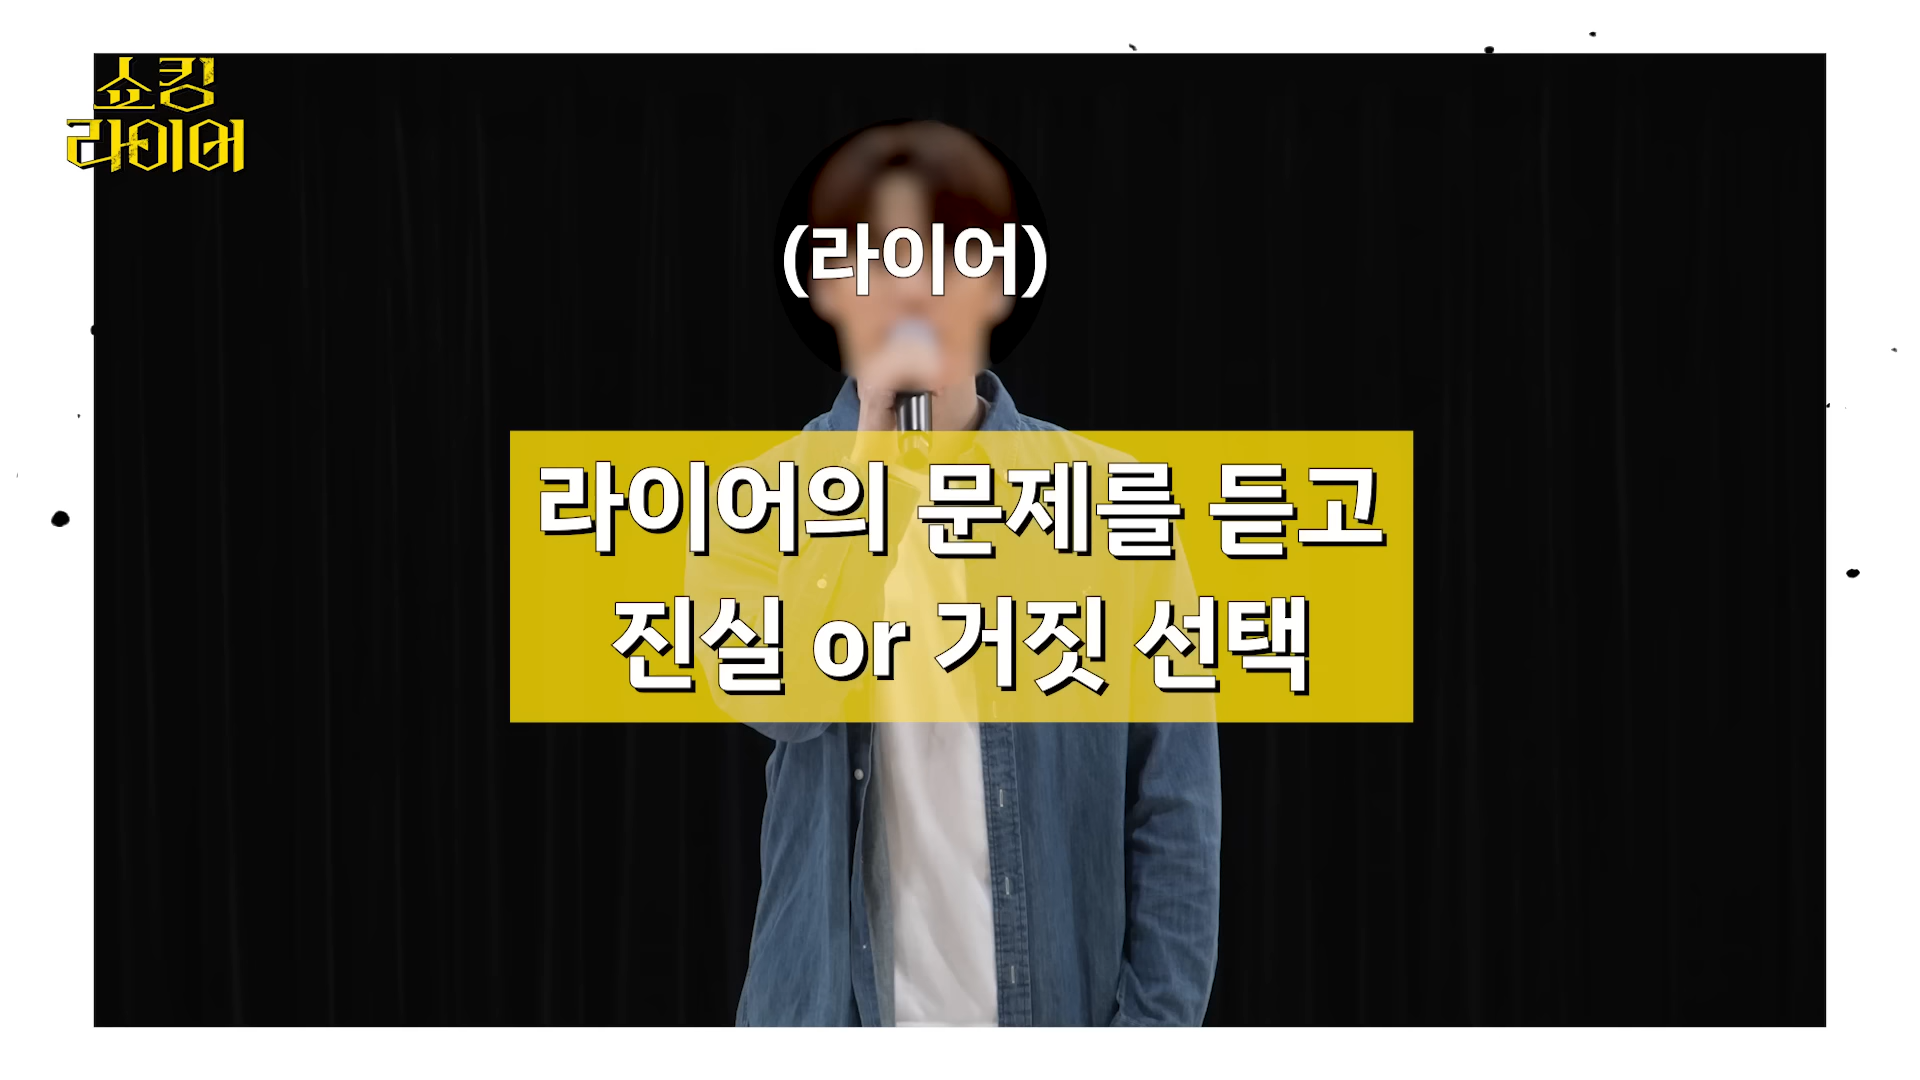 쇼킹
라이어
(라이어)
라이어의 문제를 듣고
진실 or 거짓 선택